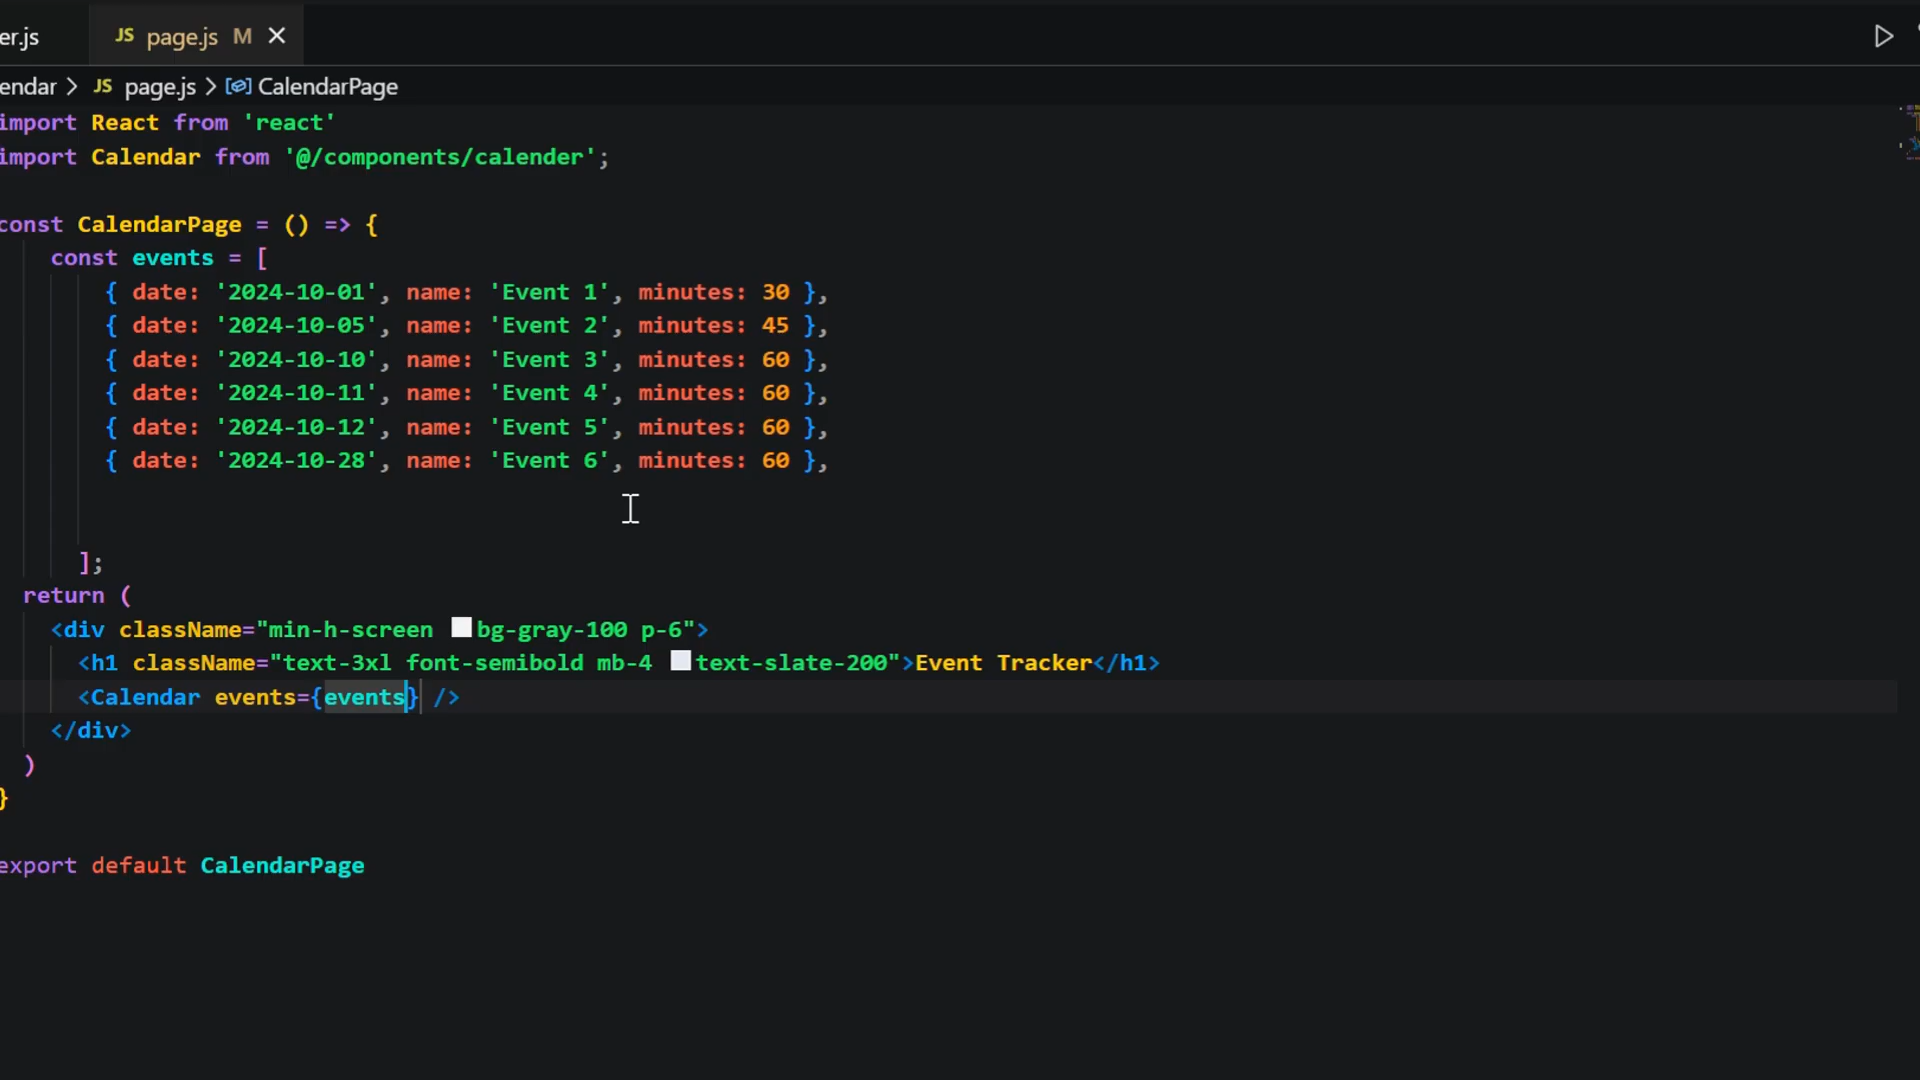 er.js JS page.js M
endar > JS page.js > CalendarPage
import React from 'react'
import Calendar from '@/components/calender';
const CalendarPage = () => {
const events = [
{ date: '2024-10-01', name: 'Event 1', minutes: 30 },
{ date: '2024-10-05', name: 'Event 2', minutes: 45 },
{ date: '2024-10-10', name: 'Event 3', minutes: 60 },
{ date: '2024-10-11', name: 'Event 4', minutes: 60 },
{ date: '2024-10-12', name: 'Event 5', minutes: 60 },
{ date: '2024-10-28', name: 'Event 6', minutes: 60 },
];
return (
<div className="min-h-screen bg-gray-100 p-6">
<h1 className="text-3xl font-semibold mb-4 text-slate-200">Event Tracker</h1>
<Calendar events={events} />
</div>
)
}
export default CalendarPage